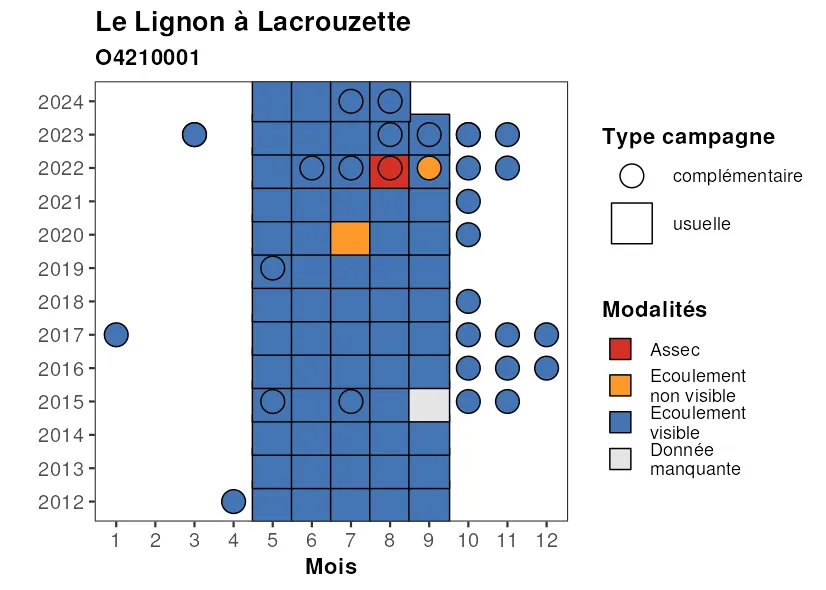 Le Lignon à Lacrouzette
O4210001
2024
2023
2022
2021
2020
2019
2018
2017
2016
2015
2014
2013
2012
1 2 3 4 5 6 7 8 9 10 11 12
Mois
Type campagne
complémentaire
usuelle
Modalités
Assec
Ecoulement
non visible
Ecoulement
visible
Donnée
manquante